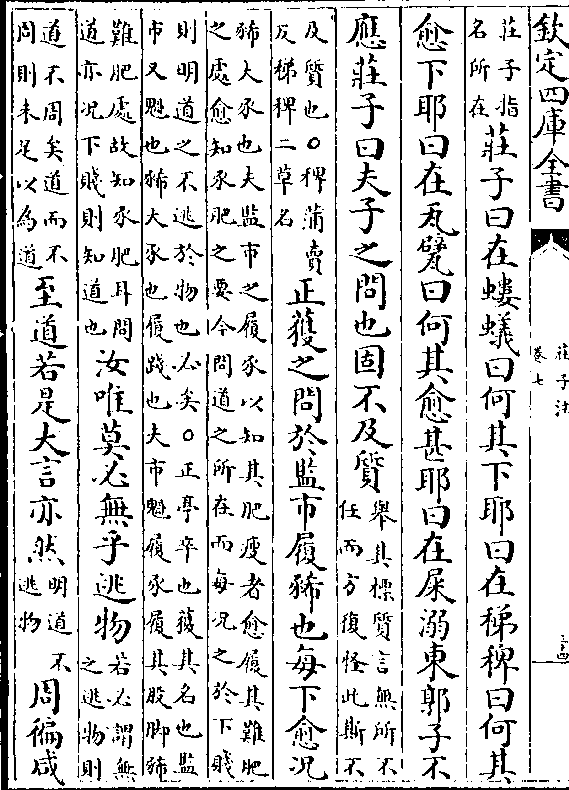 欽定四庫全書
莊子注
卷七
三四
莊子指
名所在
莊子曰在螻蟻曰何其下耶曰在稊稗曰何其
愈下耶曰在瓦甓曰何其愈甚耶曰在屎溺東郭子不
應莊子曰夫子之問也固不及質
舉其標質言無所不
任而方復怪此斯不
及質也〇稗蒲賣
反稊稗二草名
正獲之問於監市履狶也每下愈況
狶大豕也夫監市之履豕以知其肥瘦者愈履其難肥
之處愈知豕肥之要今問道之所在而每況之於下賤
則明道之不逃於物也必矣〇正亭卒也獲其名也監
市又魁也狶大豕也履踐也夫市魁履豕履其股脚狶
難肥處故知豕肥耳問
道亦況下賤則知道也
汝唯莫必無乎逃物
若必謂無
之逃物則
道不周矣道而不
周則未足以為道
至道若是大言亦然
明道不
逃物
周徧咸